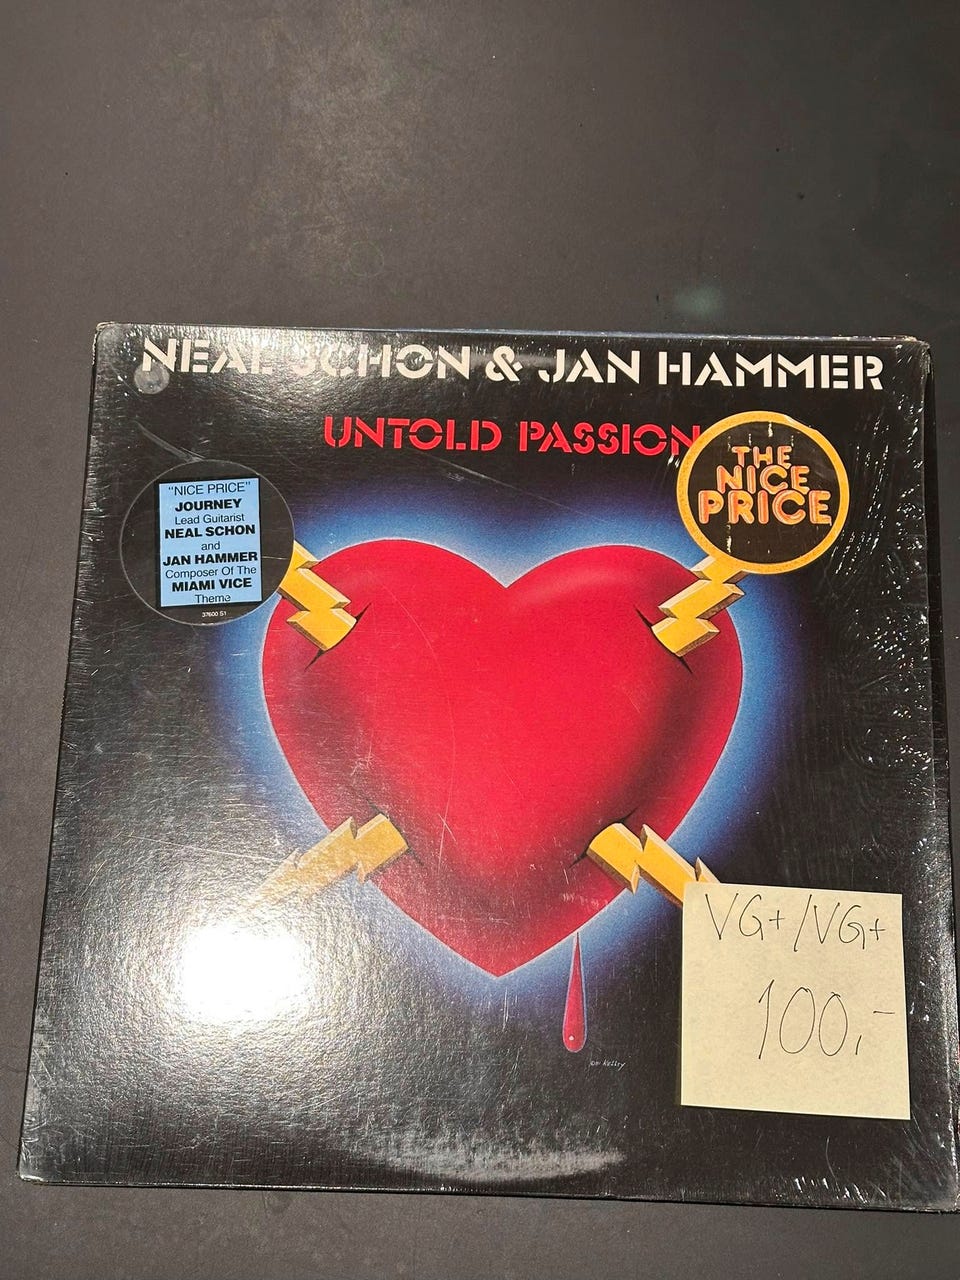 NEAL SCHON & JAN HAMMER
UNTOLD PASSION
THE
NICE
PRICE
"NICE PRICE"
JOURNEY
Lead Guitarist
NEAL SCHON
and
JAN HAMMER
Composer Of The
MIAMI VICE
Theme
37600 S1
VG+/VG+
100,-
Kelley